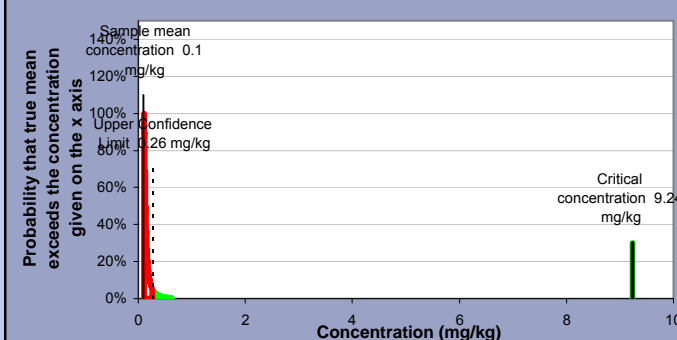 Probability that true mean
exceeds the concentration
given on the x axis
140%
120%
100%
80%
60%
40%
20%
0%
Sample mean
concentration 0.1
mg/kg
Upper Confidence
Limit 0.26 mg/kg
Critical
concentration 9.24
mg/kg
0
2
4
6
8
10
Concentration (mg/kg)